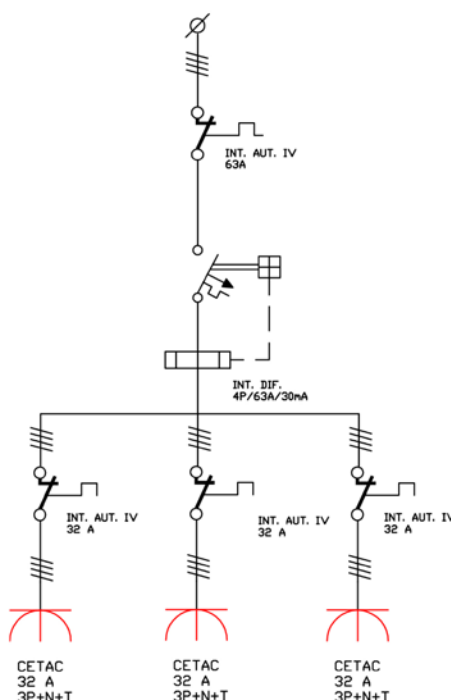 INT. AUT. IV
63A
INT. DIF.
4P/63A/30mA
INT. AUT. IV
32 A
INT. AUT. IV
32 A
INT. AUT. IV
32 A
CETAC
32 A
3P+N+T
CETAC
32 A
3P+N+T
CETAC
32 A
3P+N+T